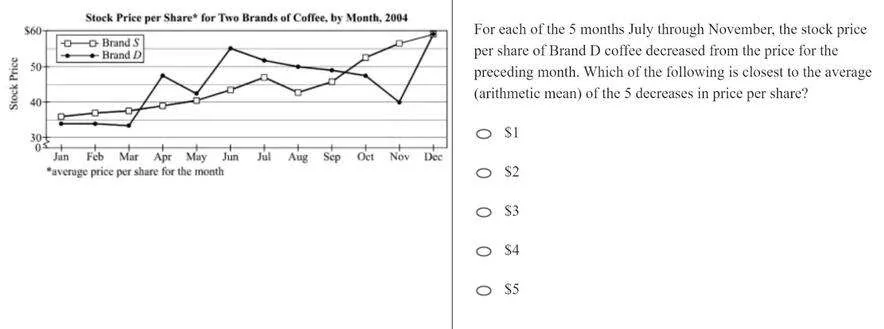 Stock Price per Share* for Two Brands of Coffee, by Month, 2004
$60
50
40
30
0
Stock Price
Brand S
Brand D
Jan Feb Mar Apr May Jun Jul Aug Sep Oct Nov Dec
*average price per share for the month
For each of the 5 months July through November, the stock price
per share of Brand D coffee decreased from the price for the
preceding month. Which of the following is closest to the average
(arithmetic mean) of the 5 decreases in price per share?
$1
$2
$3
$4
$5